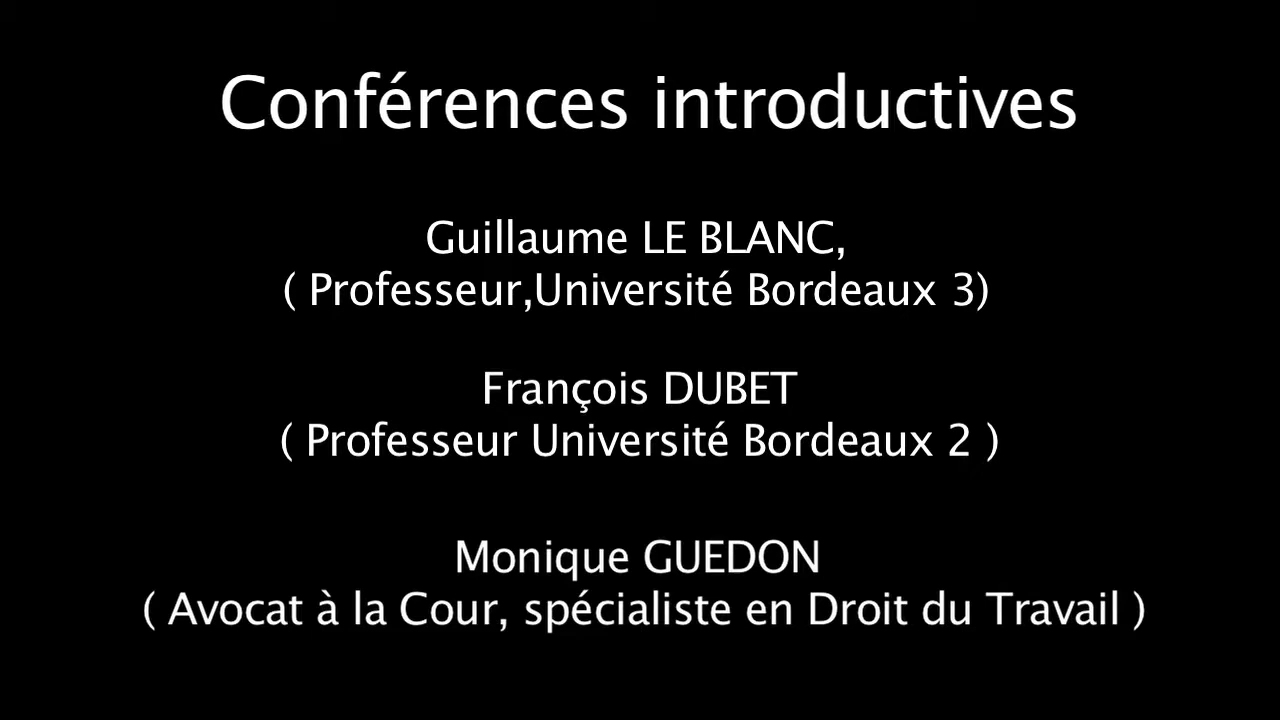 Conférences introductives
Guillaume LE BLANC,
( Professeur,Université Bordeaux 3)
François DUBET
( Professeur Université Bordeaux 2 )
Monique GUEDON
( Avocat à la Cour, spécialiste en Droit du Travail )